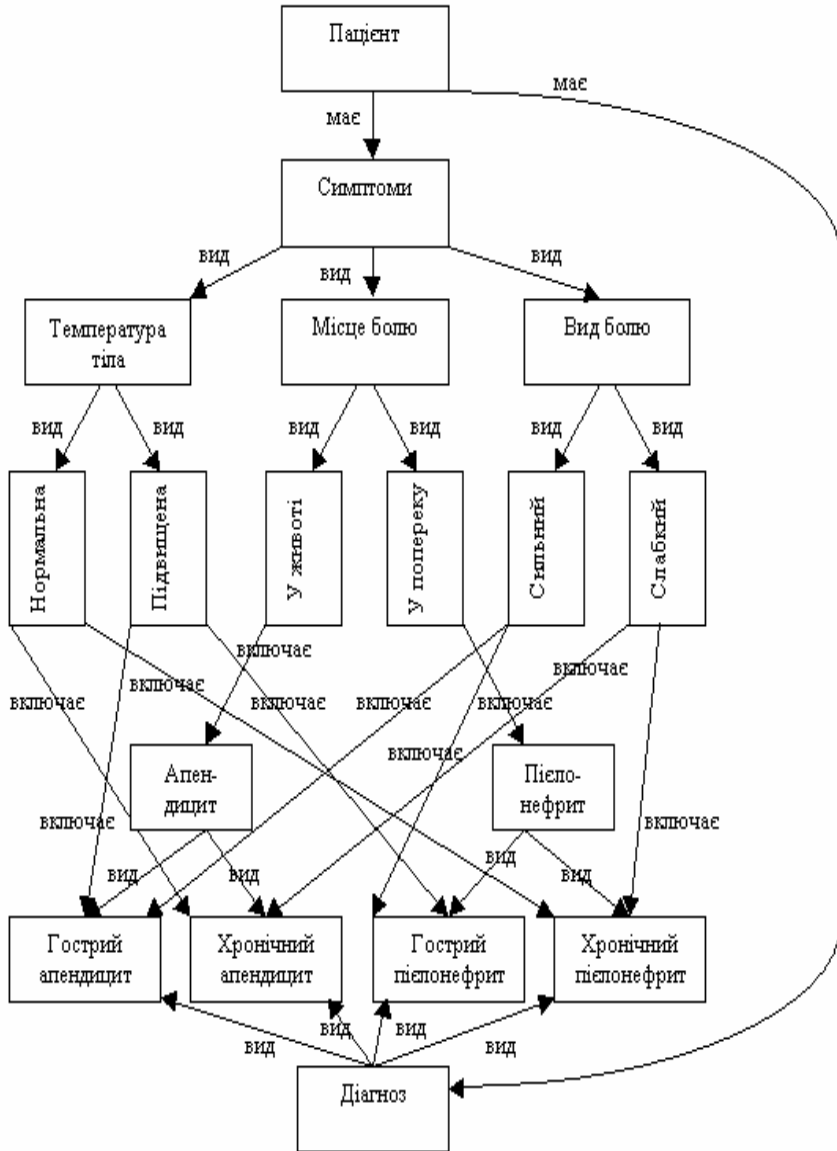 Пацієнт
має
має
Симптоми
вид
вид
вид
Температура
тіла
Місце болю
Вид болю
вид
вид
вид
вид
вид
вид
Нормальна
Підвищена
У животі
У попереку
Сильний
Слабкий
включає
включає
включає
включає
включає
включає
включає
Апен-
дицит
Пієло-
нефрит
включає
включає
вид
вид
вид
вид
Гострий
апендицит
Хронічний
апендицит
Гострий
пієлонефрит
Хронічний
пієлонефрит
вид
вид
вид
вид
Діагноз